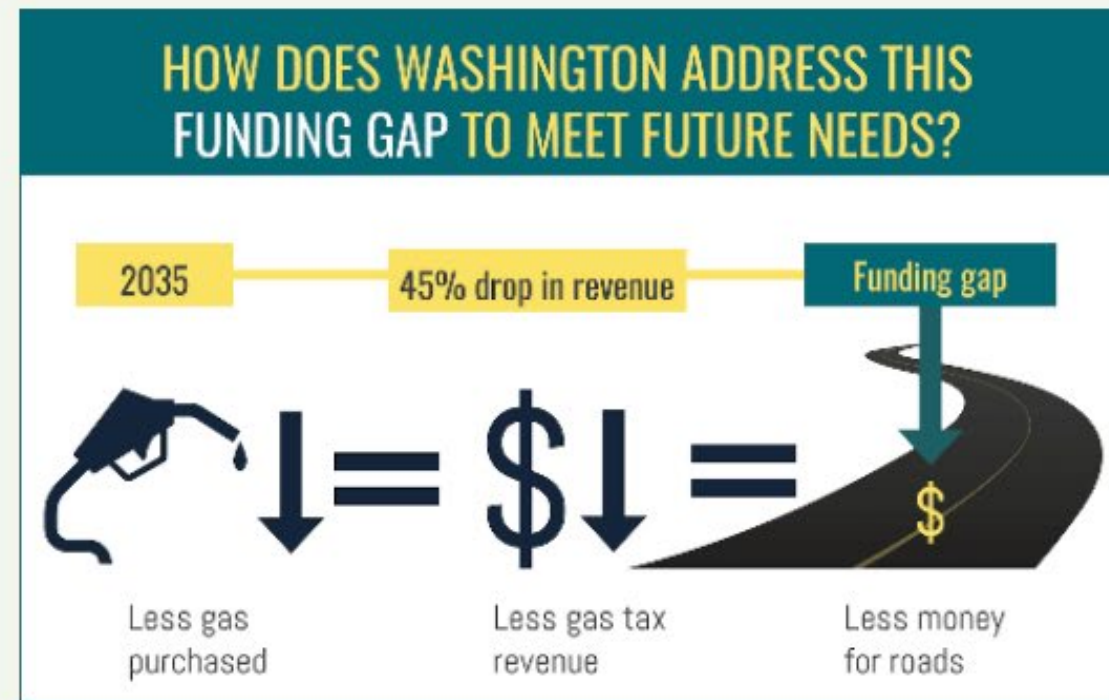 HOW DOES WASHINGTON ADDRESS THIS
FUNDING GAP TO MEET FUTURE NEEDS?
2035
45% drop in revenue
Funding gap
= $ =
$
Less gas
purchased
Less gas tax
revenue
Less money
for roads